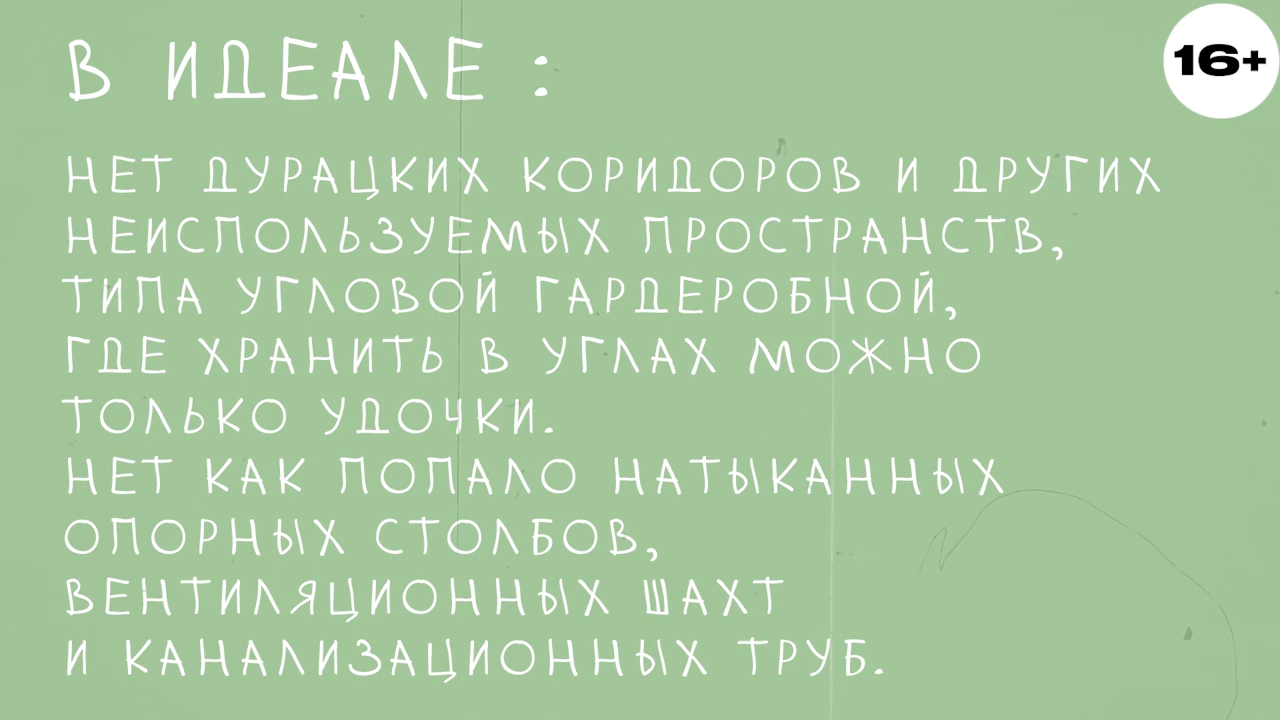 В ИДЕАЛЕ :
16+
НЕТ ДУРАЦКИХ КОРИДОРОВ И ДРУГИХ
НЕИСПОЛЬЗУЕМЫХ ПРОСТРАНСТВ,
ТИПА УГЛОВОЙ ГАРДЕРОБНОЙ,
ГДЕ ХРАНИТЬ В УГЛАХ МОЖНО
ТОЛЬКО УДОЧКИ.
НЕТ КАК ПОПАЛО НАТЫКАННЫХ
ОПОРНЫХ СТОЛБОВ,
ВЕНТИЛЯЦИОННЫХ ШАХТ
И КАНАЛИЗАЦИОННЫХ ТРУБ.